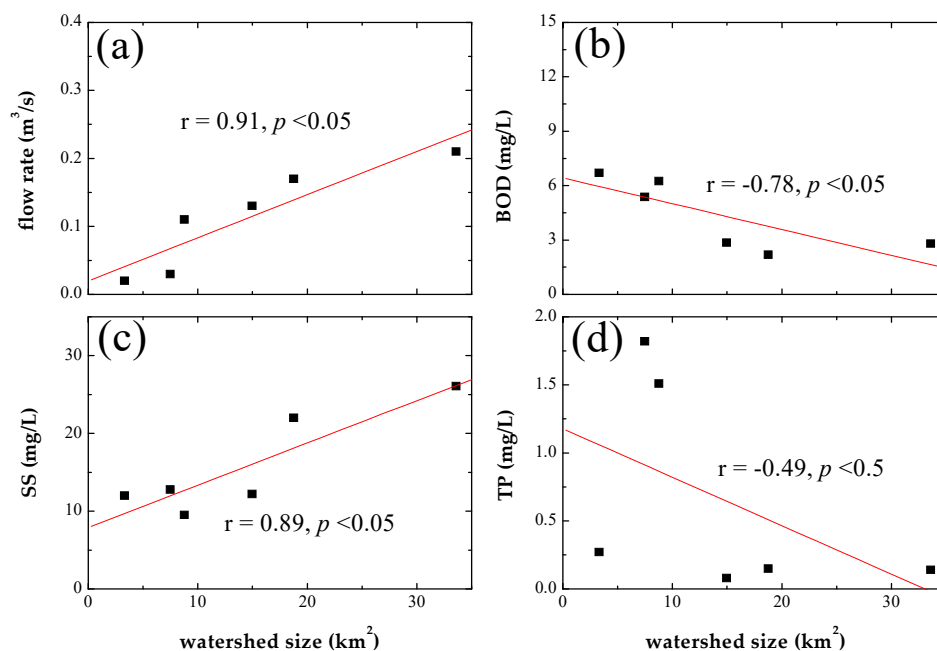 (a)
flow rate (m³/s)
0.4
0.3
0.2
0.1
0.0
r = 0.91, p <0.05
(b)
BOD (mg/L)
15
12
9
6
3
0
r = -0.78, p <0.05
(c)
SS (mg/L)
30
20
10
0
r = 0.89, p <0.05
0 10 20 30
watershed size (km²)
(d)
TP (mg/L)
2.0
1.5
1.0
0.5
0.0
r = -0.49, p <0.5
0 10 20 30
watershed size (km²)